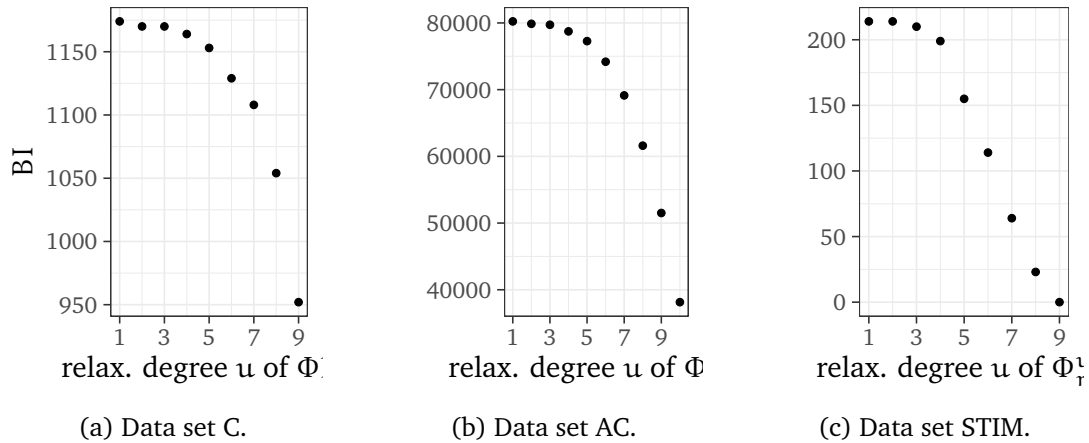 BI
1150
1100
1050
1000
950
1 3 5 7 9
relax. degree u of Φ
(a) Data set C.
80000
70000
60000
50000
40000
1 3 5 7 9
relax. degree u of Φ
(b) Data set AC.
200
150
100
50
0
1 3 5 7 9
relax. degree u of Φ
(c) Data set STIM.